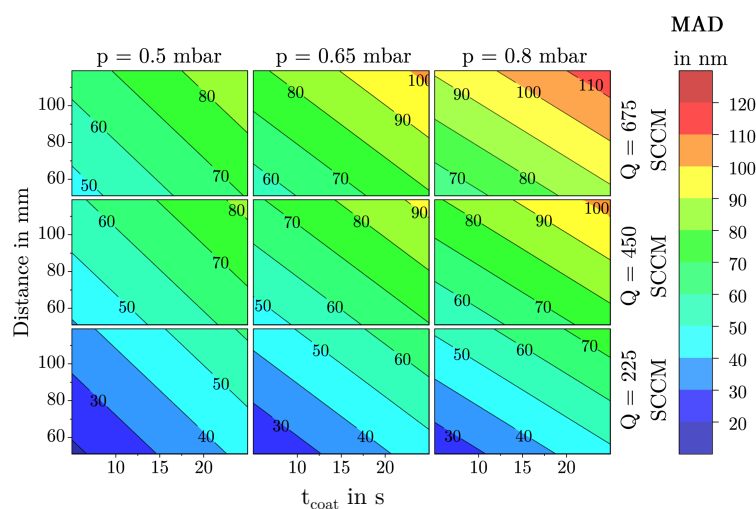 MAD
in nm
p = 0.5 mbar p = 0.65 mbar p = 0.8 mbar
100 80 60
80 60 50 70
80 100 90 60 70
90 100 110 70 80
Q = 675
SCCM
100 80 60
60 80 70 50
70 80 90 50 60
80 90 100 60 70
Q = 450
SCCM
100 80 60
30 50 40
50 60 30 40
50 60 70 30 40
Q = 225
SCCM
Distance in mm
10 15 20 10 15 20 10 15 20
t_coat in s
120
110
100
90
80
70
60
50
40
30
20